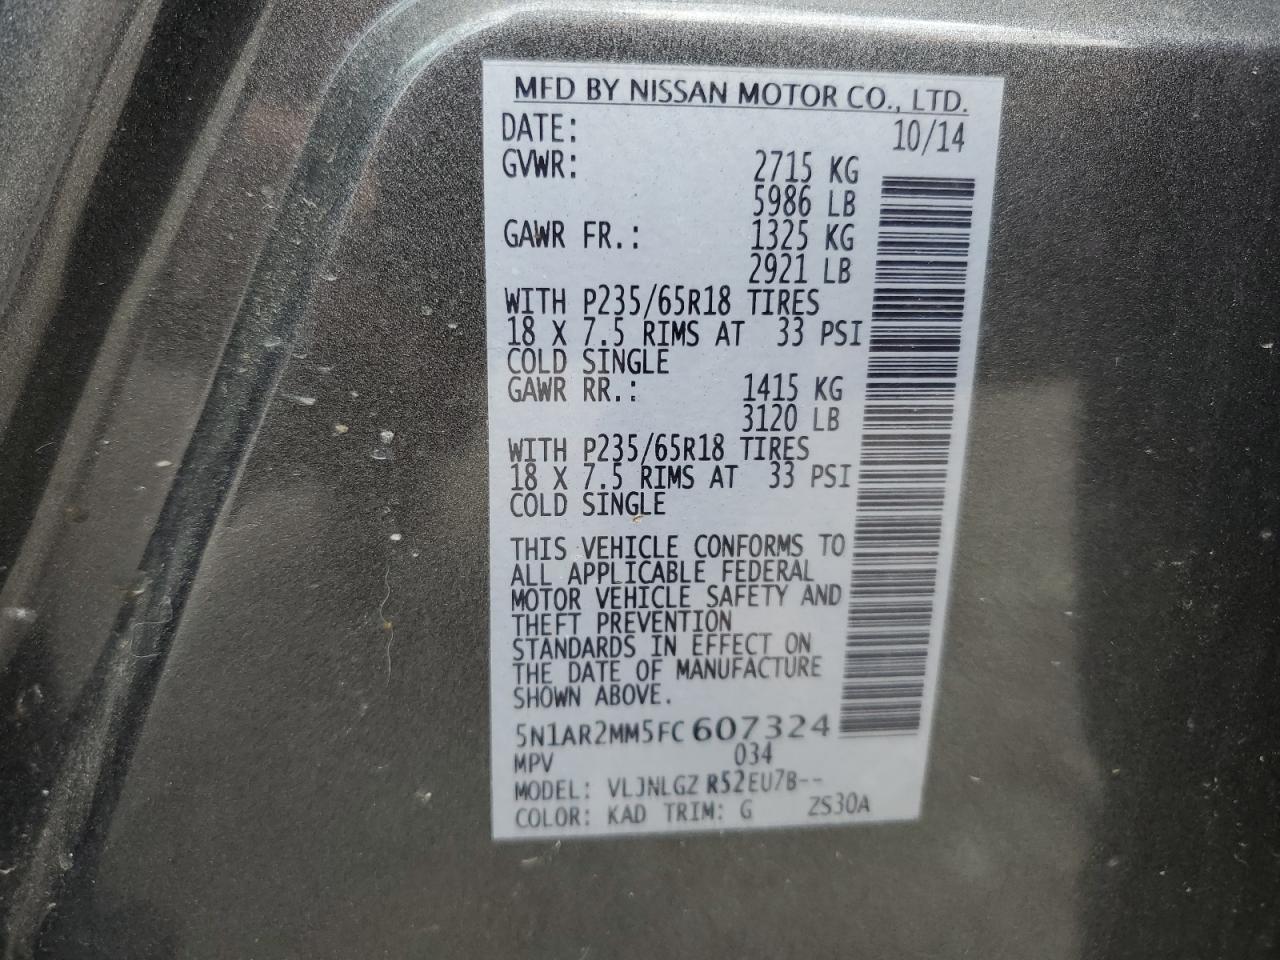 MFD BY NISSAN MOTOR CO., LTD.
DATE: 10/14
GVWR: 2715 KG
5986 LB
GAWR FR.: 1325 KG
2921 LB
WITH P235/65R18 TIRES
18 X 7.5 RIMS AT 33 PSI
COLD SINGLE
GAWR RR.: 1415 KG
3120 LB
WITH P235/65R18 TIRES
18 X 7.5 RIMS AT 33 PSI
COLD SINGLE
THIS VEHICLE CONFORMS TO
ALL APPLICABLE FEDERAL
MOTOR VEHICLE SAFETY AND
THEFT PREVENTION
STANDARDS IN EFFECT ON
THE DATE OF MANUFACTURE
SHOWN ABOVE.
5N1AR2MM5FC607324
MPV 034
MODEL: VLJNLGZ R52EU7B--
COLOR: KAD TRIM: G ZS30A